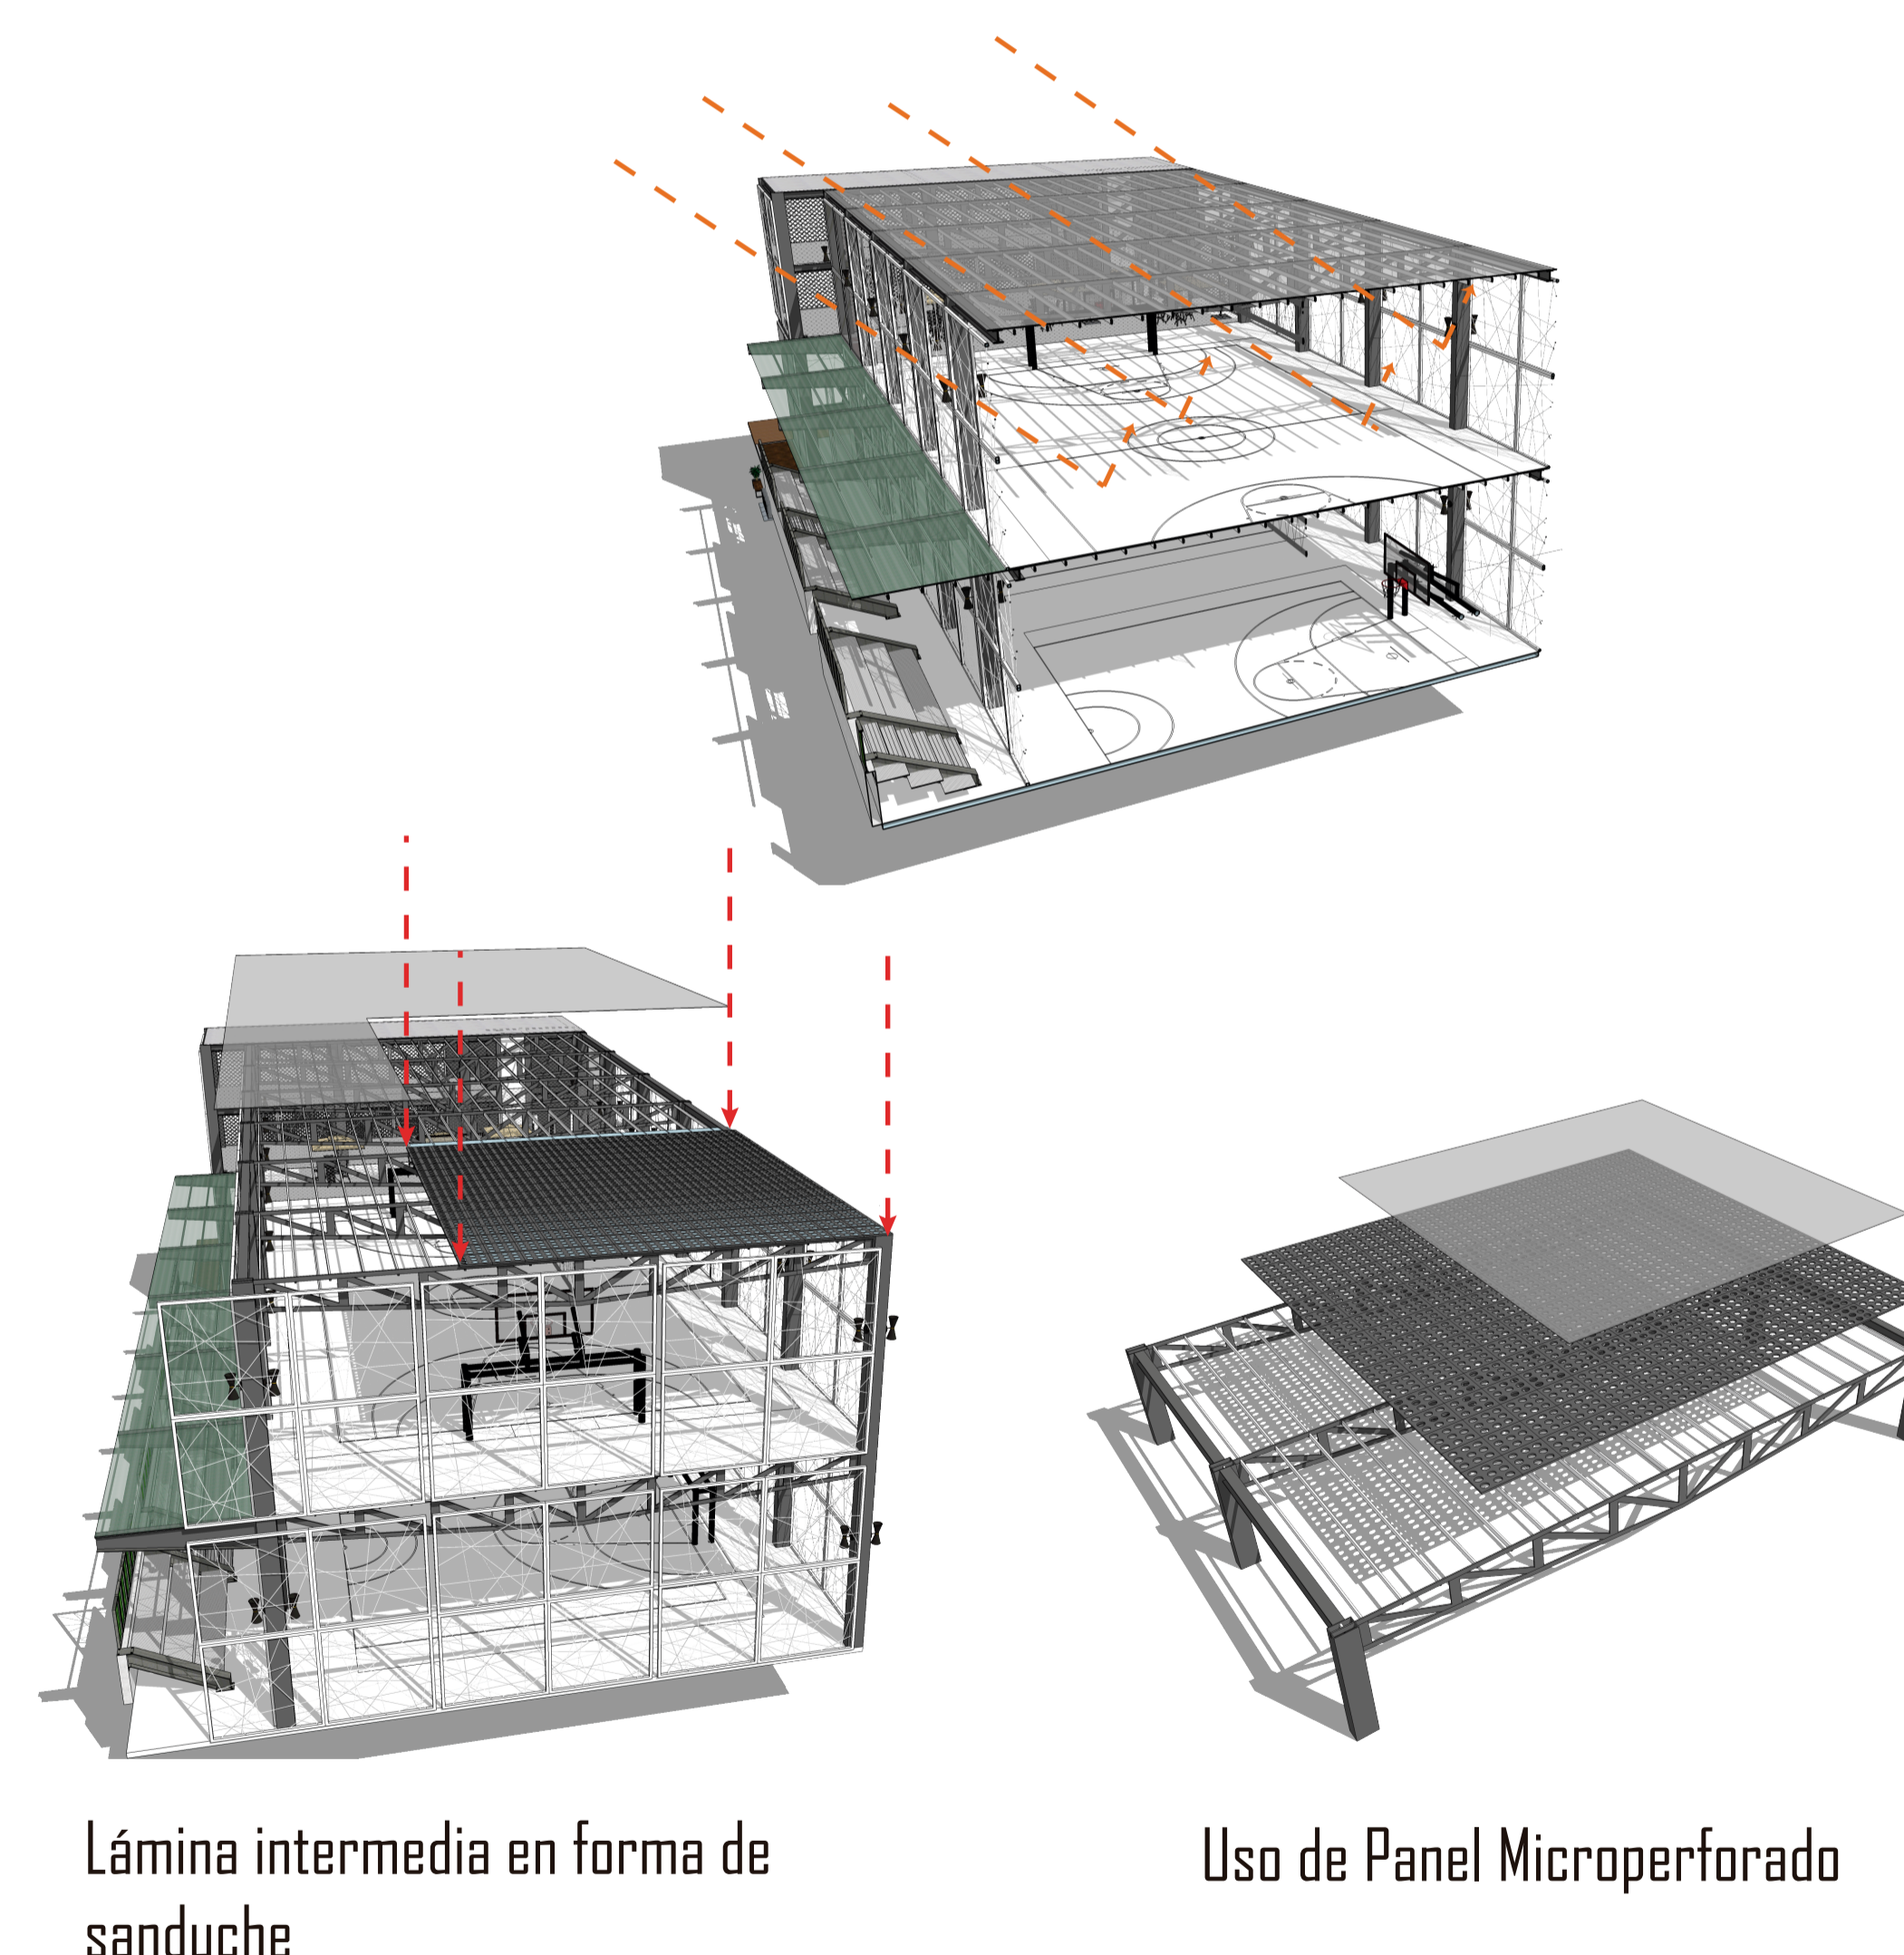 Lámina intermedia en forma de
sanduche
Uso de Panel Microperforado